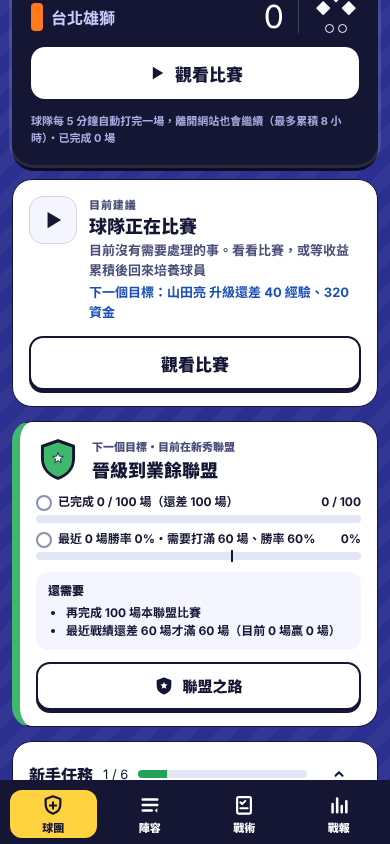 台北雄獅 0
觀看比賽
球隊每 5 分鐘自動打完一場，離開網站也會繼續（最多累積 8 小
時）・已完成 0 場
目前建議
球隊正在比賽
目前沒有需要處理的事。看看比賽，或等收益
累積後回來培養球員
下一個目標：山田亮 升級還差 40 經驗、320
資金
觀看比賽
下一個目標・目前在新秀聯盟
晉級到業餘聯盟
已完成 0 / 100 場（還差 100 場） 0 / 100
最近 0 場勝率 0%・需要打滿 60 場、勝率 60% 0%
還需要
• 再完成 100 場本聯盟比賽
• 最近戰績還差 60 場才滿 60 場（目前 0 場贏 0 場）
聯盟之路
新手任務 1 / 6
球團 陣容 戰術 戰報